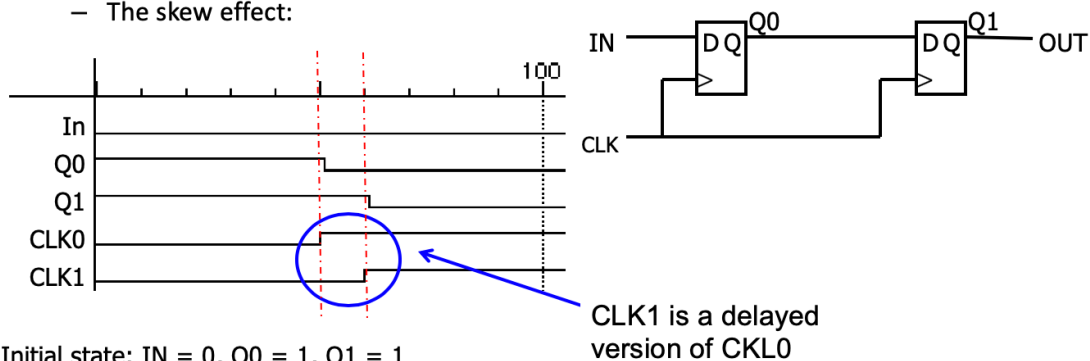 – The skew effect:
100
In
Q0
Q1
CLK0
CLK1
IN
D Q
Q0
D Q
Q1
OUT
CLK
CLK1 is a delayed
version of CKL0
Initial state: IN = 0, Q0 = 1, Q1 = 1